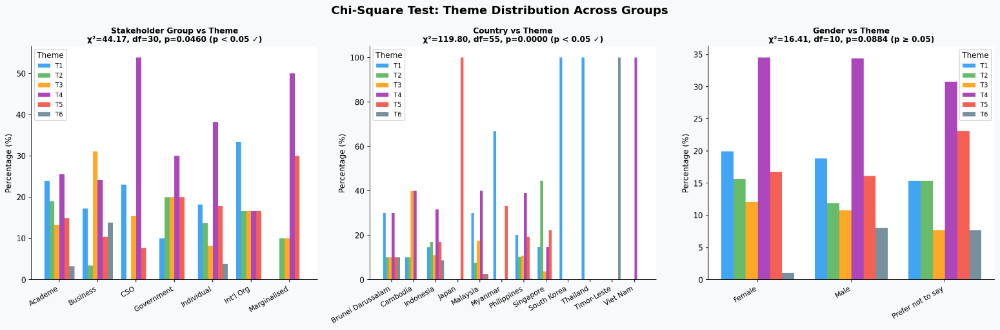 Chi-Square Test: Theme Distribution Across Groups
Stakeholder Group vs Theme
χ²=44.17, df=30, p=0.0460 (p < 0.05 ✓)
Theme
T1
T2
T3
T4
T5
T6
Percentage (%)
50
40
30
20
10
0
Academe
Business
CSO
Government
Individual
Int'l Org
Marginalised
Country vs Theme
χ²=119.80, df=55, p=0.0000 (p < 0.05 ✓)
Theme
T1
T2
T3
T4
T5
T6
Percentage (%)
100
80
60
40
20
0
Brunei Darussalam
Cambodia
Indonesia
Japan
Malaysia
Myanmar
Philippines
Singapore
South Korea
Thailand
Timor-Leste
Viet Nam
Gender vs Theme
χ²=16.41, df=10, p=0.0884 (p ≥ 0.05)
Theme
T1
T2
T3
T4
T5
T6
Percentage (%)
35
30
25
20
15
10
5
0
Female
Male
Prefer not to say